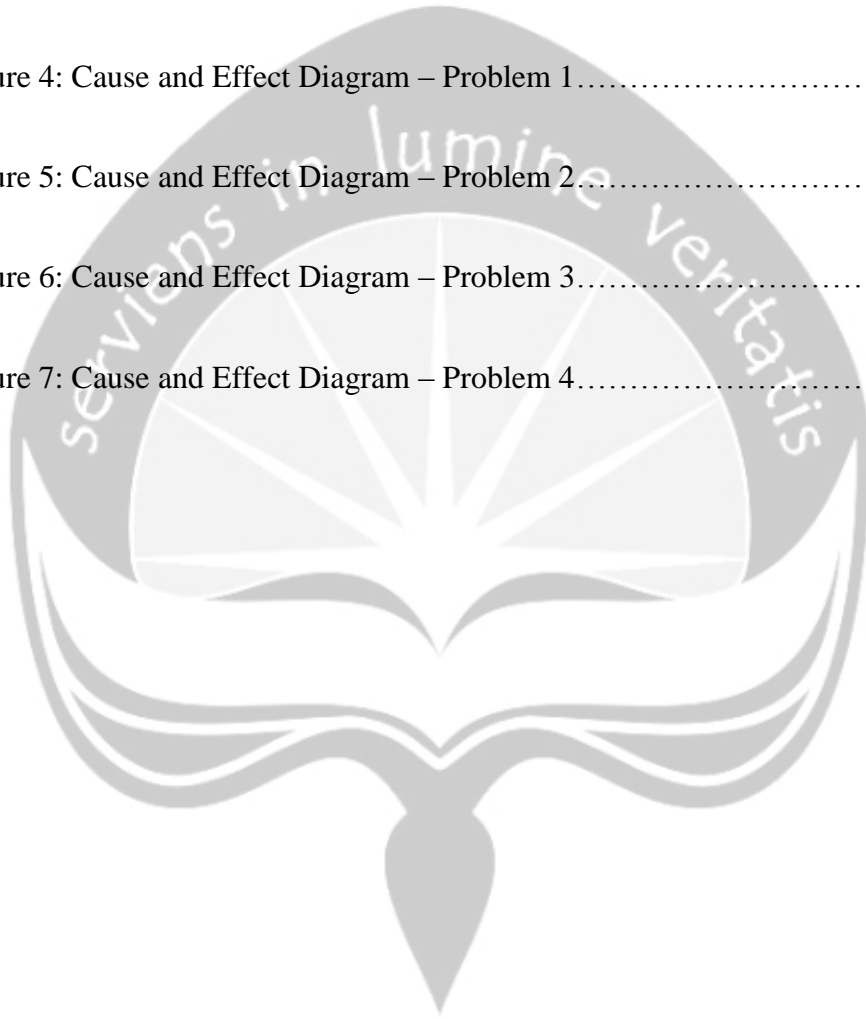 ure 4: Cause and Effect Diagram – Problem 1……………………………
ure 5: Cause and Effect Diagram – Problem 2……………………………
ure 6: Cause and Effect Diagram – Problem 3……………………………
ure 7: Cause and Effect Diagram – Problem 4……………………………
serviens in lumine veritatis